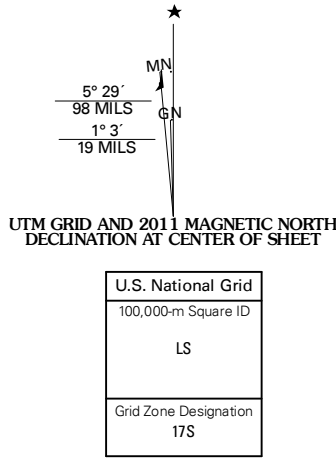 MN
5° 29´
98 MILS
GN
1° 3´
19 MILS
UTM GRID AND 2011 MAGNETIC NORTH
DECLINATION AT CENTER OF SHEET
U.S. National Grid
100,000-m Square ID
LS
Grid Zone Designation
17S